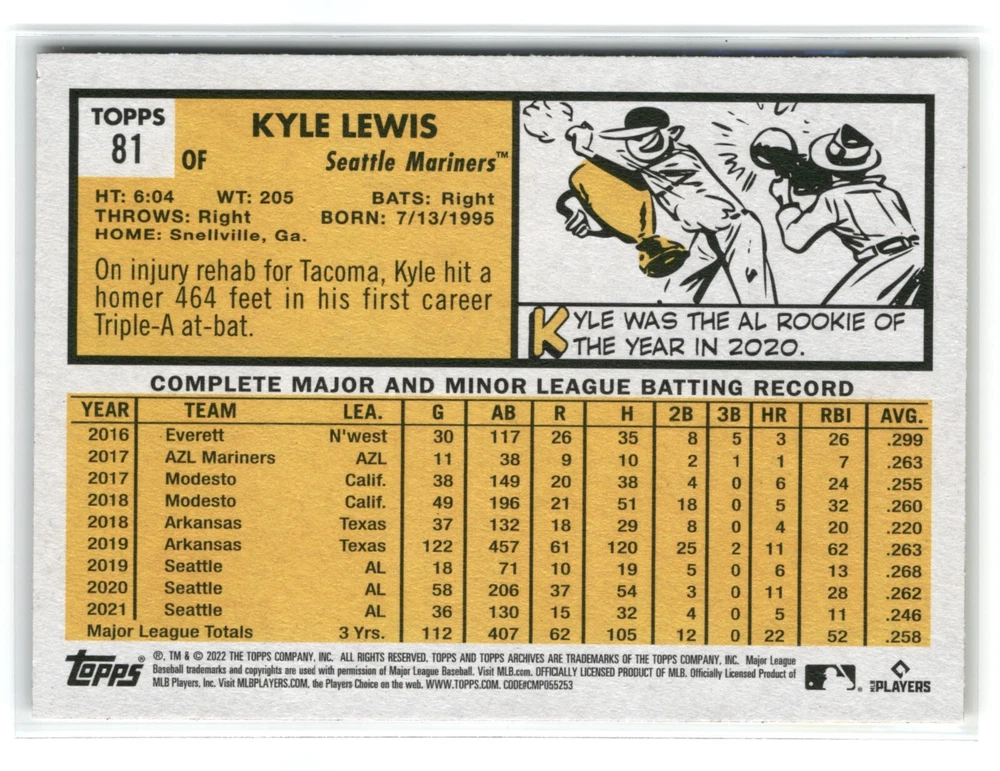 TOPPS
81
OF
KYLE LEWIS
Seattle Mariners™
HT: 6:04 WT: 205 BATS: Right
THROWS: Right BORN: 7/13/1995
HOME: Snellville, Ga.
On injury rehab for Tacoma, Kyle hit a
homer 464 feet in his first career
Triple-A at-bat.
KYLE WAS THE AL ROOKIE OF
THE YEAR IN 2020.
COMPLETE MAJOR AND MINOR LEAGUE BATTING RECORD
YEAR TEAM LEA. G AB R H 2B 3B HR RBI AVG.
2016 Everett N'west 30 117 26 35 8 5 3 26 .299
2017 AZL Mariners AZL 11 38 9 10 2 1 1 7 .263
2017 Modesto Calif. 38 149 20 38 4 0 6 24 .255
2018 Modesto Calif. 49 196 21 51 18 0 5 32 .260
2018 Arkansas Texas 37 132 18 29 8 0 4 20 .220
2019 Arkansas Texas 122 457 61 120 25 2 11 62 .263
2019 Seattle AL 18 71 10 19 5 0 6 13 .268
2020 Seattle AL 58 206 37 54 3 0 11 28 .262
2021 Seattle AL 36 130 15 32 4 0 5 11 .246
Major League Totals 3 Yrs. 112 407 62 105 12 0 22 52 .258
topps®
®, TM & © 2022 THE TOPPS COMPANY, INC. ALL RIGHTS RESERVED. TOPPS AND TOPPS ARCHIVES ARE TRADEMARKS OF THE TOPPS COMPANY, INC. Major League
Baseball trademarks and copyrights are used with permission of Major League Baseball. Visit MLB.com. OFFICIALLY LICENSED PRODUCT OF MLB. Officially Licensed Product of
MLB Players, Inc. Visit MLBPLAYERS.COM, the Players Choice on the web. WWW.TOPPS.COM. CODE#CMP055253
PLAYERS